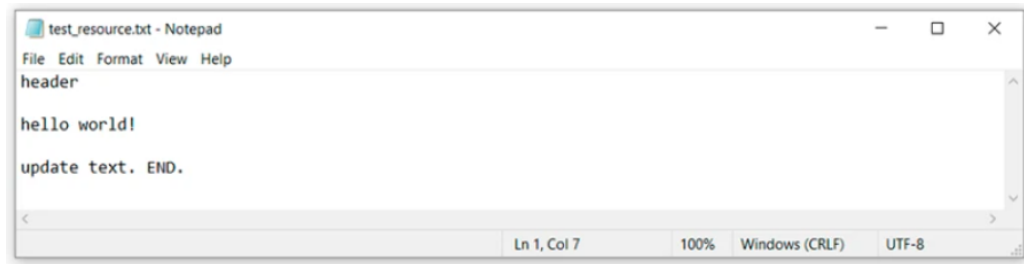 test_resource.txt - Notepad
File Edit Format View Help
header
hello world!
update text. END.
Ln 1, Col 7 100% Windows (CRLF) UTF-8